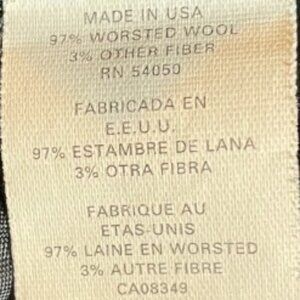 MADE IN USA
97% WORSTED WOOL
3% OTHER FIBER
RN 54050
FABRICADA EN
E.E.U.U.
97% ESTAMBRE DE LANA
3% OTRA FIBRA
FABRIQUE AU
ETAS-UNIS
97% LAINE EN WORSTED
3% AUTRE FIBRE
CA08349